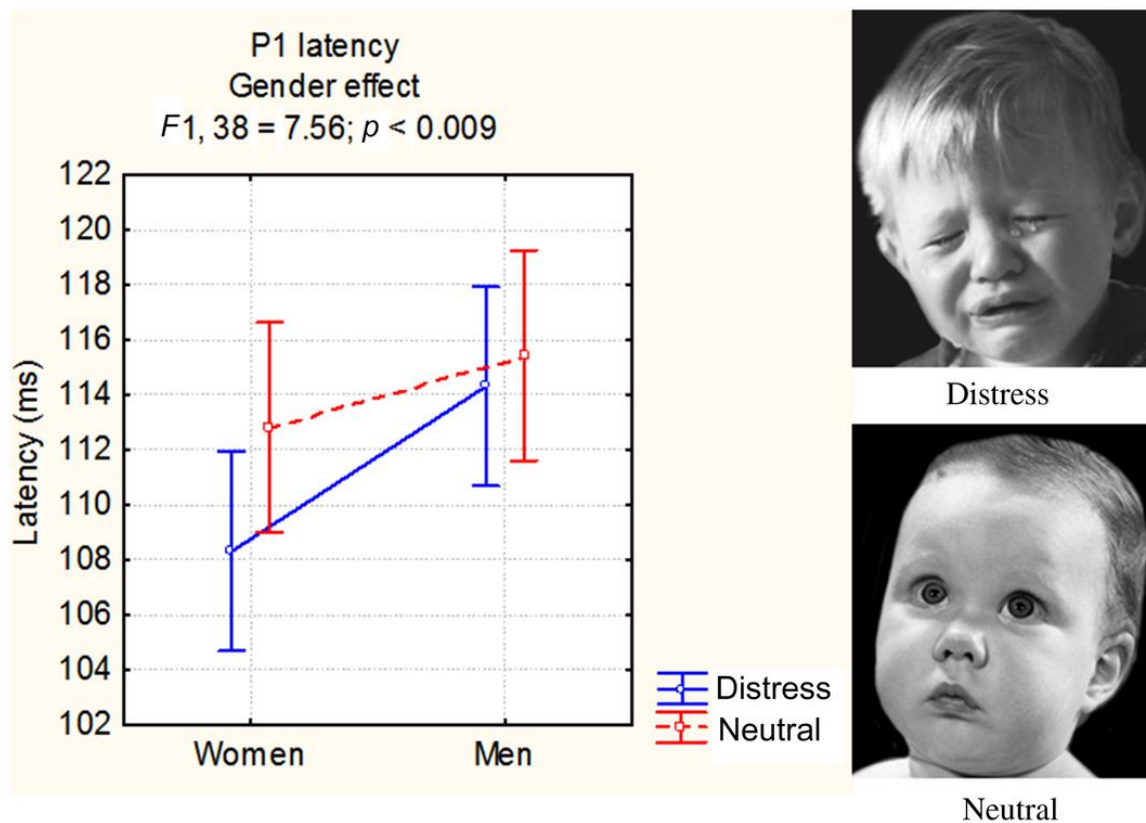 P1 latency
Gender effect
F1, 38 = 7.56; p < 0.009
Latency (ms)
122
120
118
116
114
112
110
108
106
104
102
Women Men
Distress
Neutral
Distress
Neutral